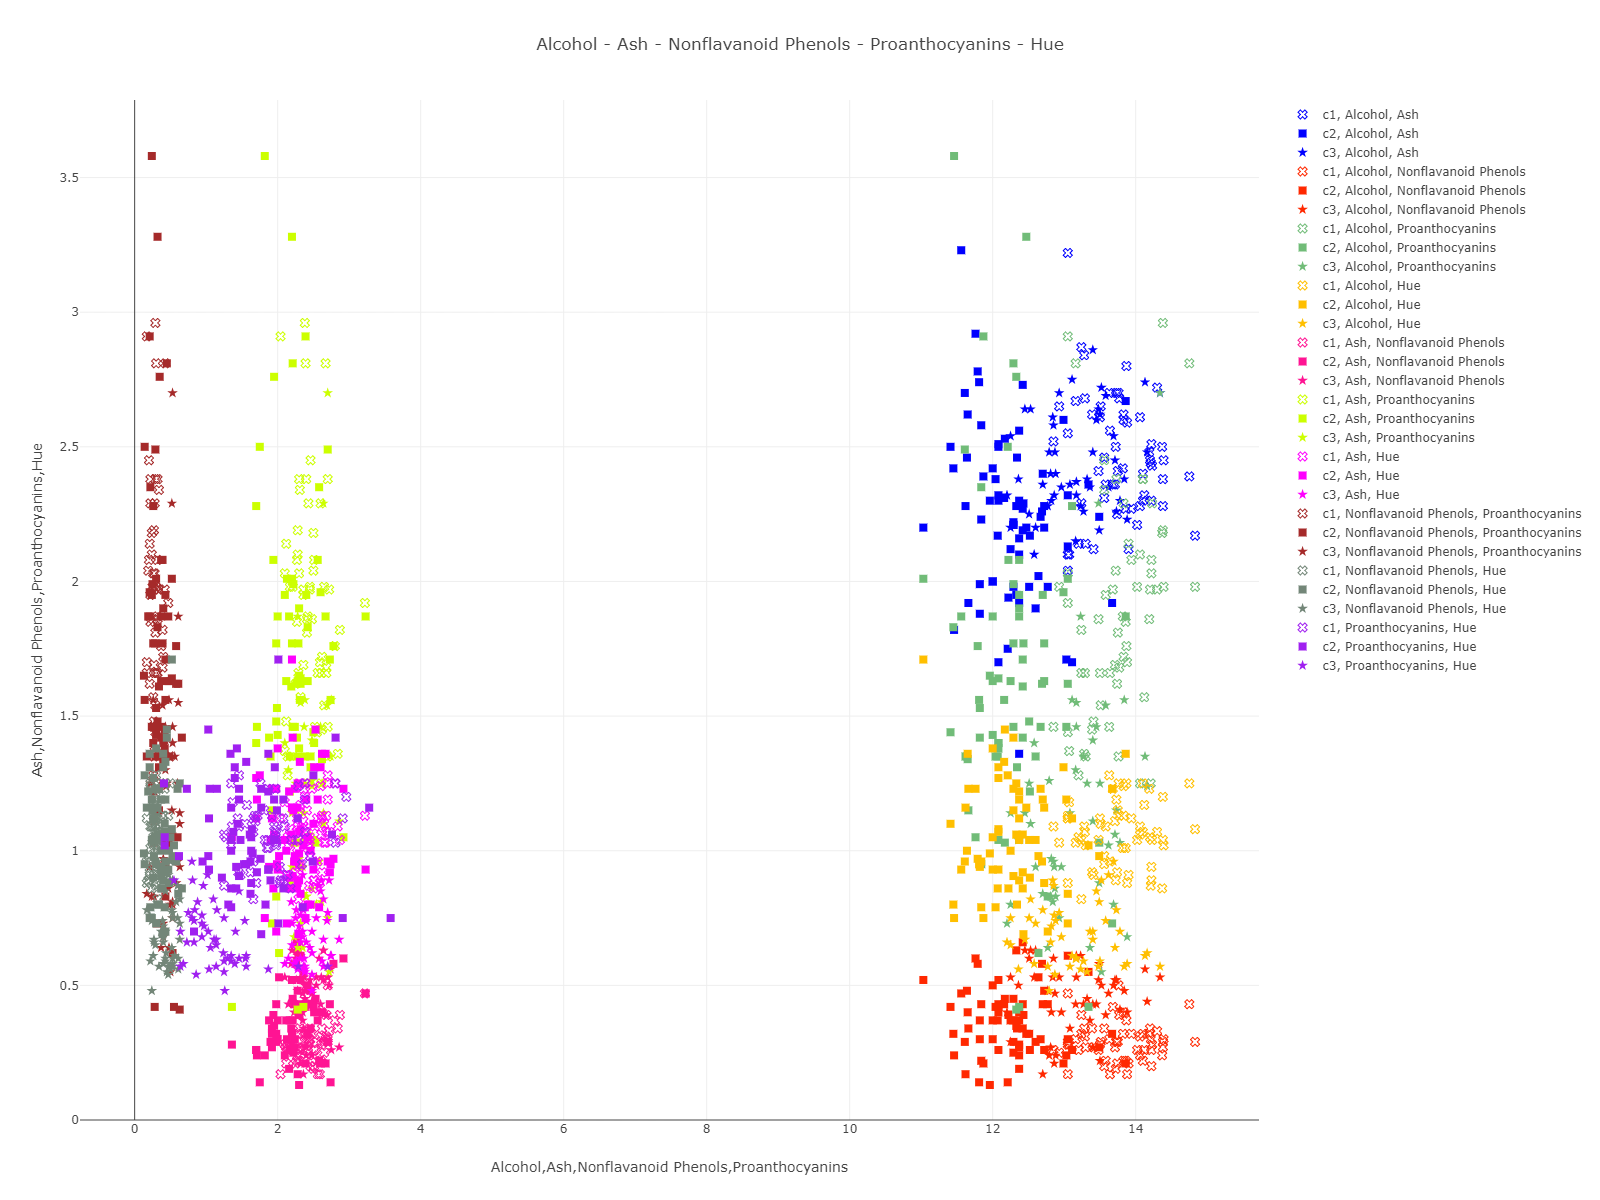 Alcohol - Ash - Nonflavanoid Phenols - Proanthocyanins - Hue
Ash,Nonflavanoid Phenols,Proanthocyanins,Hue
3.5
3
2.5
2
1.5
1
0.5
0
0
2
4
6
8
10
12
14
Alcohol,Ash,Nonflavanoid Phenols,Proanthocyanins
c1, Alcohol, Ash
c2, Alcohol, Ash
c3, Alcohol, Ash
c1, Alcohol, Nonflavanoid Phenols
c2, Alcohol, Nonflavanoid Phenols
c3, Alcohol, Nonflavanoid Phenols
c1, Alcohol, Proanthocyanins
c2, Alcohol, Proanthocyanins
c3, Alcohol, Proanthocyanins
c1, Alcohol, Hue
c2, Alcohol, Hue
c3, Alcohol, Hue
c1, Ash, Nonflavanoid Phenols
c2, Ash, Nonflavanoid Phenols
c3, Ash, Nonflavanoid Phenols
c1, Ash, Proanthocyanins
c2, Ash, Proanthocyanins
c3, Ash, Proanthocyanins
c1, Ash, Hue
c2, Ash, Hue
c3, Ash, Hue
c1, Nonflavanoid Phenols, Proanthocyanins
c2, Nonflavanoid Phenols, Proanthocyanins
c3, Nonflavanoid Phenols, Proanthocyanins
c1, Nonflavanoid Phenols, Hue
c2, Nonflavanoid Phenols, Hue
c3, Nonflavanoid Phenols, Hue
c1, Proanthocyanins, Hue
c2, Proanthocyanins, Hue
c3, Proanthocyanins, Hue